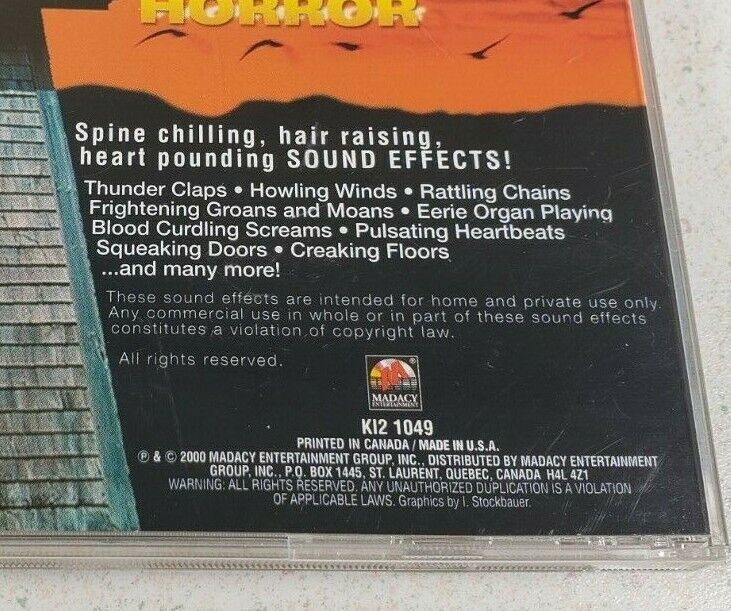 HORROR
Spine chilling, hair raising,
heart pounding SOUND EFFECTS!
Thunder Claps • Howling Winds • Rattling Chains
Frightening Groans and Moans • Eerie Organ Playing
Blood Curdling Screams • Pulsating Heartbeats
Squeaking Doors • Creaking Floors
...and many more!
These sound effects are intended for home and private use only.
Any commercial use in whole or in part of these sound effects
constitutes a violation of copyright law.
All rights reserved.
®
MADACY
ENTERTAINMENT
KI2 1049
PRINTED IN CANADA / MADE IN U.S.A.
℗ & © 2000 MADACY ENTERTAINMENT GROUP, INC., DISTRIBUTED BY MADACY ENTERTAINMENT
GROUP, INC., P.O. BOX 1445, ST. LAURENT, QUEBEC, CANADA H4L 4Z1
WARNING: ALL RIGHTS RESERVED. ANY UNAUTHORIZED DUPLICATION IS A VIOLATION
OF APPLICABLE LAWS. Graphics by I. Stockbauer.